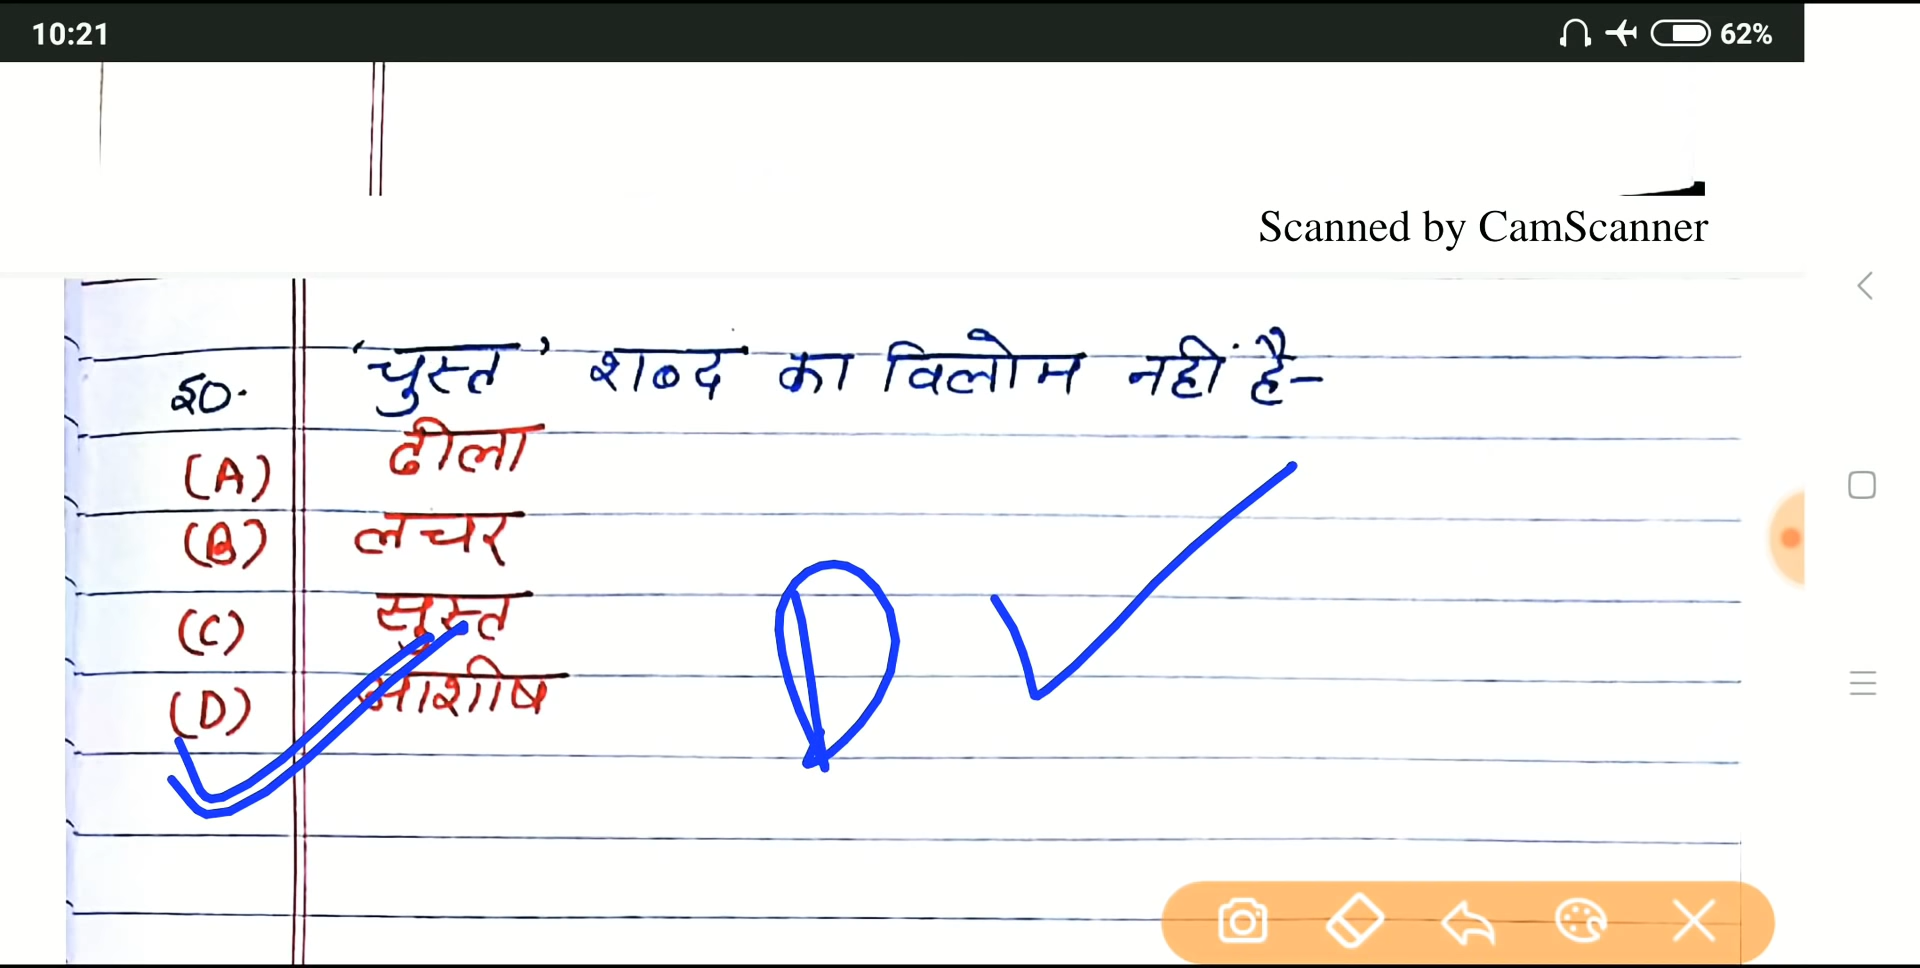 10:21
62%
Scanned by CamScanner
50. 'चुस्त' शब्द का विलोम नहीं है-
(A) ढीला
(B) लचर
(C) सुस्त
(D) आशीष
D